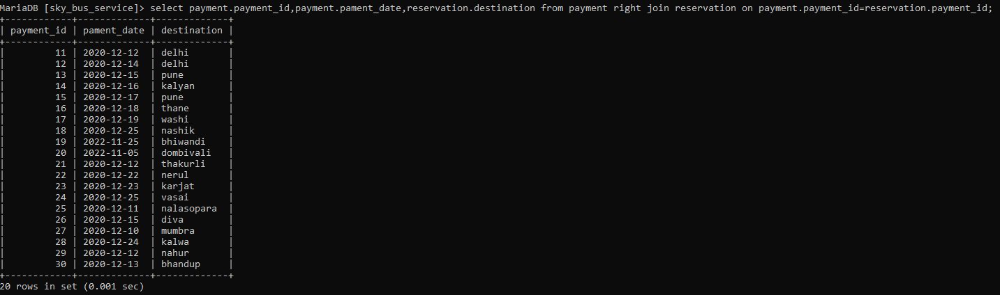 MariaDB [sky_bus_service]> select payment.payment_id,payment.pament_date,reservation.destination from payment right join reservation on payment.payment_id=reservation.payment_id;
+------------+-------------+-------------+
| payment_id | pament_date | destination |
+------------+-------------+-------------+
|         11 | 2020-12-12  | delhi       |
|         12 | 2020-12-14  | delhi       |
|         13 | 2020-12-15  | pune        |
|         14 | 2020-12-16  | kalyan      |
|         15 | 2020-12-17  | pune        |
|         16 | 2020-12-18  | thane       |
|         17 | 2020-12-19  | washi       |
|         18 | 2020-12-25  | nashik      |
|         19 | 2022-11-25  | bhiwandi    |
|         20 | 2022-11-05  | dombivali   |
|         21 | 2020-12-12  | thakurli    |
|         22 | 2020-12-22  | nerul       |
|         23 | 2020-12-23  | karjat      |
|         24 | 2020-12-25  | vasai       |
|         25 | 2020-12-11  | nalasopara  |
|         26 | 2020-12-15  | diva        |
|         27 | 2020-12-10  | mumbra      |
|         28 | 2020-12-24  | kalwa       |
|         29 | 2020-12-12  | nahur       |
|         30 | 2020-12-13  | bhandup     |
+------------+-------------+-------------+
20 rows in set (0.001 sec)